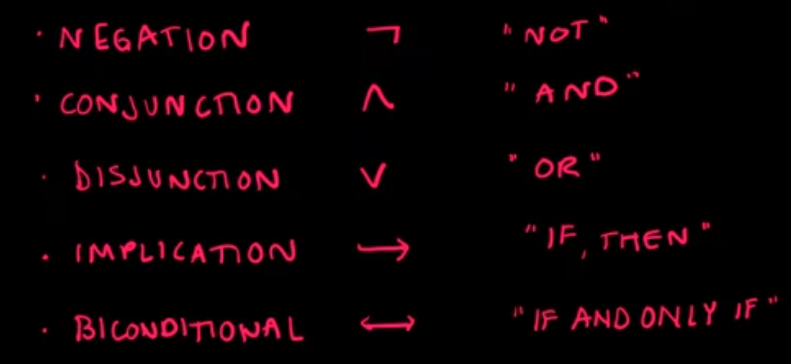 · NEGATION ¬ "NOT"
· CONJUNCTION ∧ "AND"
· DISJUNCTION ∨ "OR"
· IMPLICATION → "IF, THEN"
· BICONDITIONAL ↔ "IF AND ONLY IF"